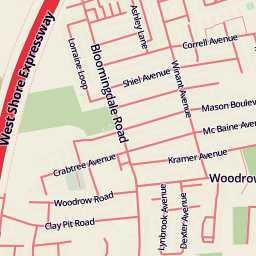 Ashley Lane
Correll Avenue
Lorraine Loop
Bloomingdale Road
West Shore Expressway
Shiel Avenue
Winant Avenue
Mason Boulev
Mc Baine Aven
Crabtree Avenue
Kramer Avenue
Woodrow
Woodrow Road
Clay Pit Road
Lynbrook Avenue
Dexter Avenue